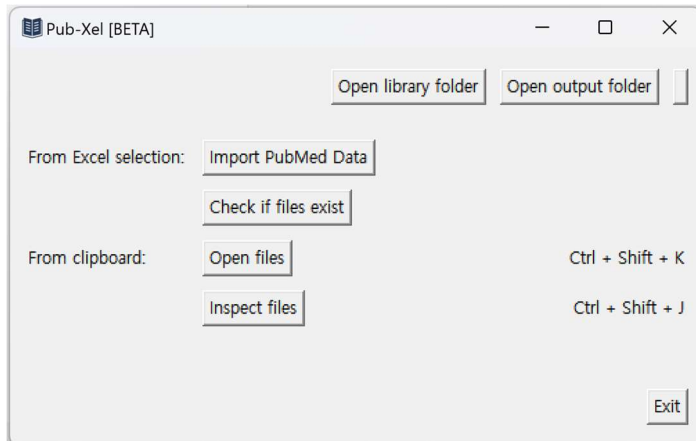 Pub-Xel [BETA]
Open library folder Open output folder
From Excel selection: Import PubMed Data
Check if files exist
From clipboard: Open files Ctrl + Shift + K
Inspect files Ctrl + Shift + J
Exit